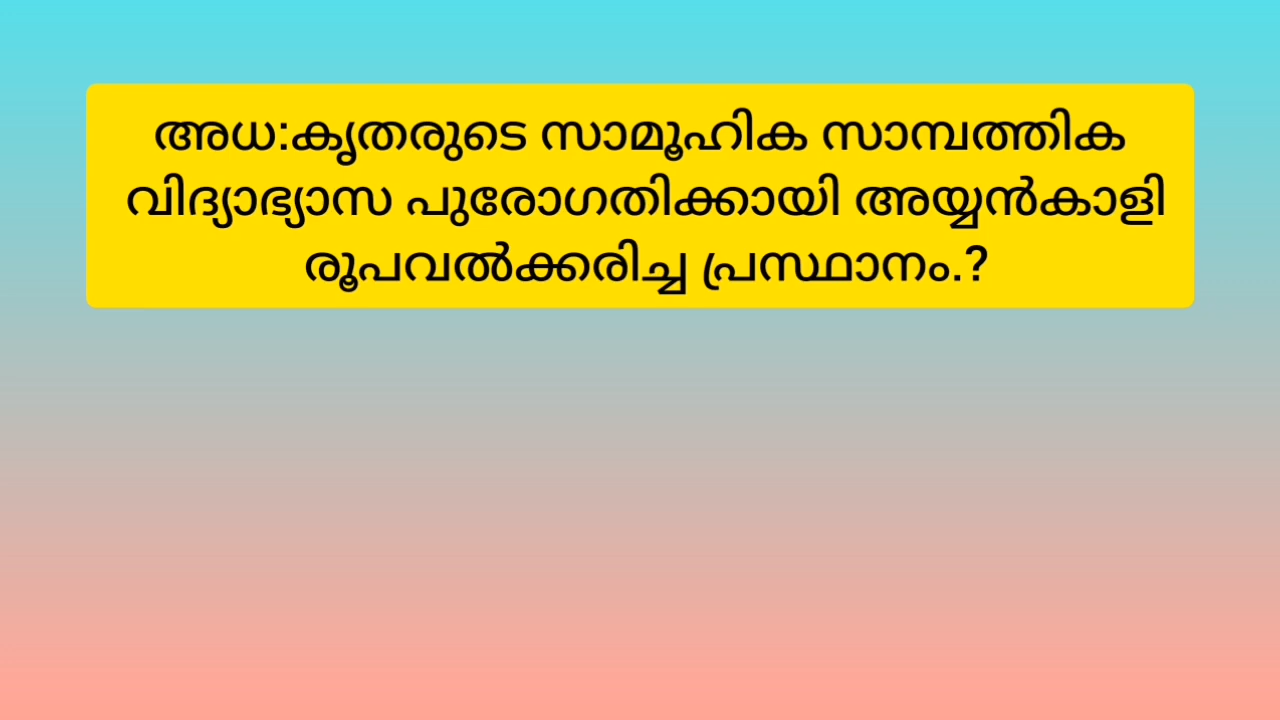 അധ:കൃതരുടെ സാമൂഹിക സാമ്പത്തിക
വിദ്യാഭ്യാസ പുരോഗതിക്കായി അയ്യൻകാളി
രൂപവൽക്കരിച്ച പ്രസ്ഥാനം.?